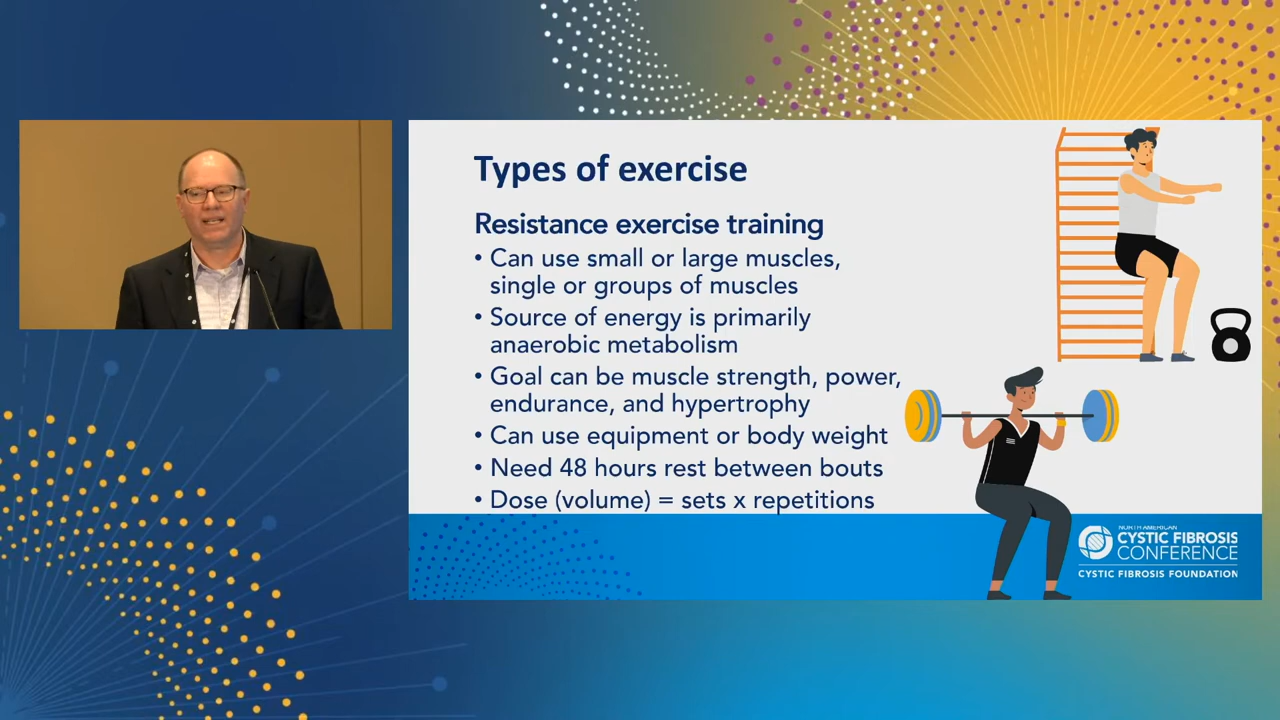 Types of exercise
Resistance exercise training
• Can use small or large muscles,
single or groups of muscles
• Source of energy is primarily
anaerobic metabolism
• Goal can be muscle strength, power,
endurance, and hypertrophy
• Can use equipment or body weight
• Need 48 hours rest between bouts
• Dose (volume) = sets x repetitions
NORTH AMERICAN
CYSTIC FIBROSIS
CONFERENCE
CYSTIC FIBROSIS FOUNDATION